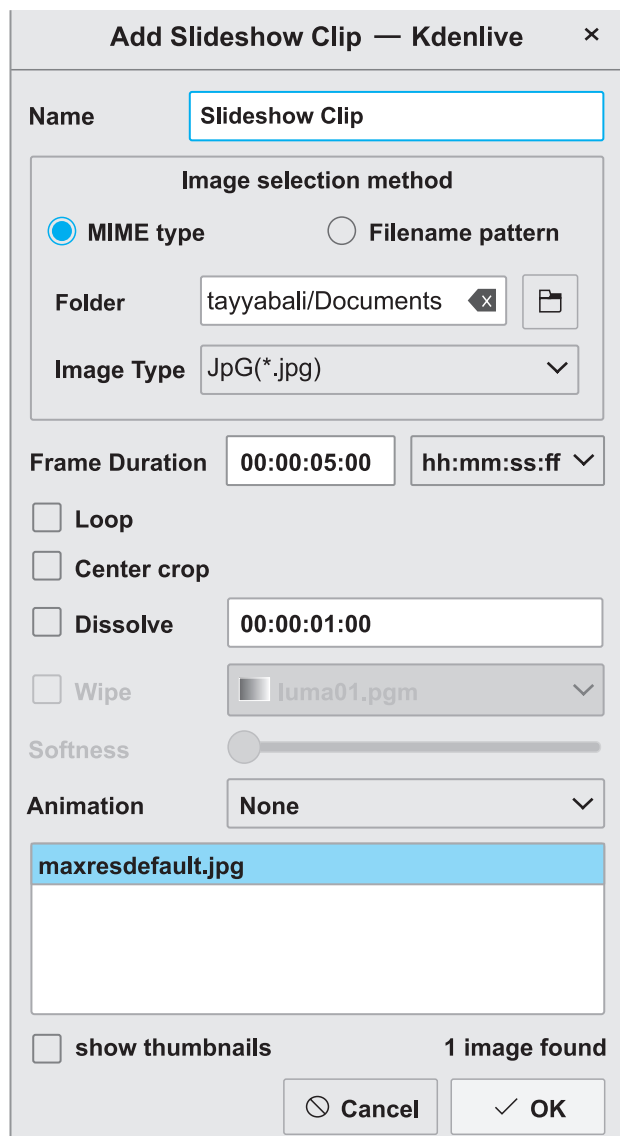 Add Slideshow Clip — Kdenlive ×
Name Slideshow Clip
Image selection method
MIME type Filename pattern
Folder tayyabali/Documents x
Image Type JpG(*.jpg)
Frame Duration 00:00:05:00 hh:mm:ss:ff
Loop
Center crop
Dissolve 00:00:01:00
Wipe luma01.pgm
Softness
Animation None
maxresdefault.jpg
show thumbnails 1 image found
Cancel OK